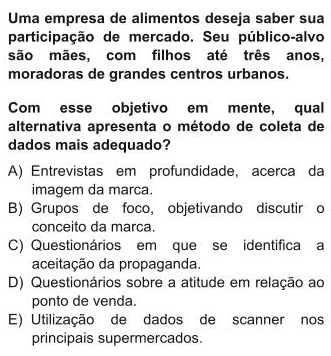 Uma empresa de alimentos deseja saber sua
participação de mercado. Seu público-alvo
são mães, com filhos até três anos,
moradoras de grandes centros urbanos.
Com esse objetivo em mente, qual
alternativa apresenta o método de coleta de
dados mais adequado?
A) Entrevistas em profundidade, acerca da
imagem da marca.
B) Grupos de foco, objetivando discutir o
conceito da marca.
C) Questionários em que se identifica a
aceitação da propaganda.
D) Questionários sobre a atitude em relação ao
ponto de venda.
E) Utilização de dados de scanner nos
principais supermercados.